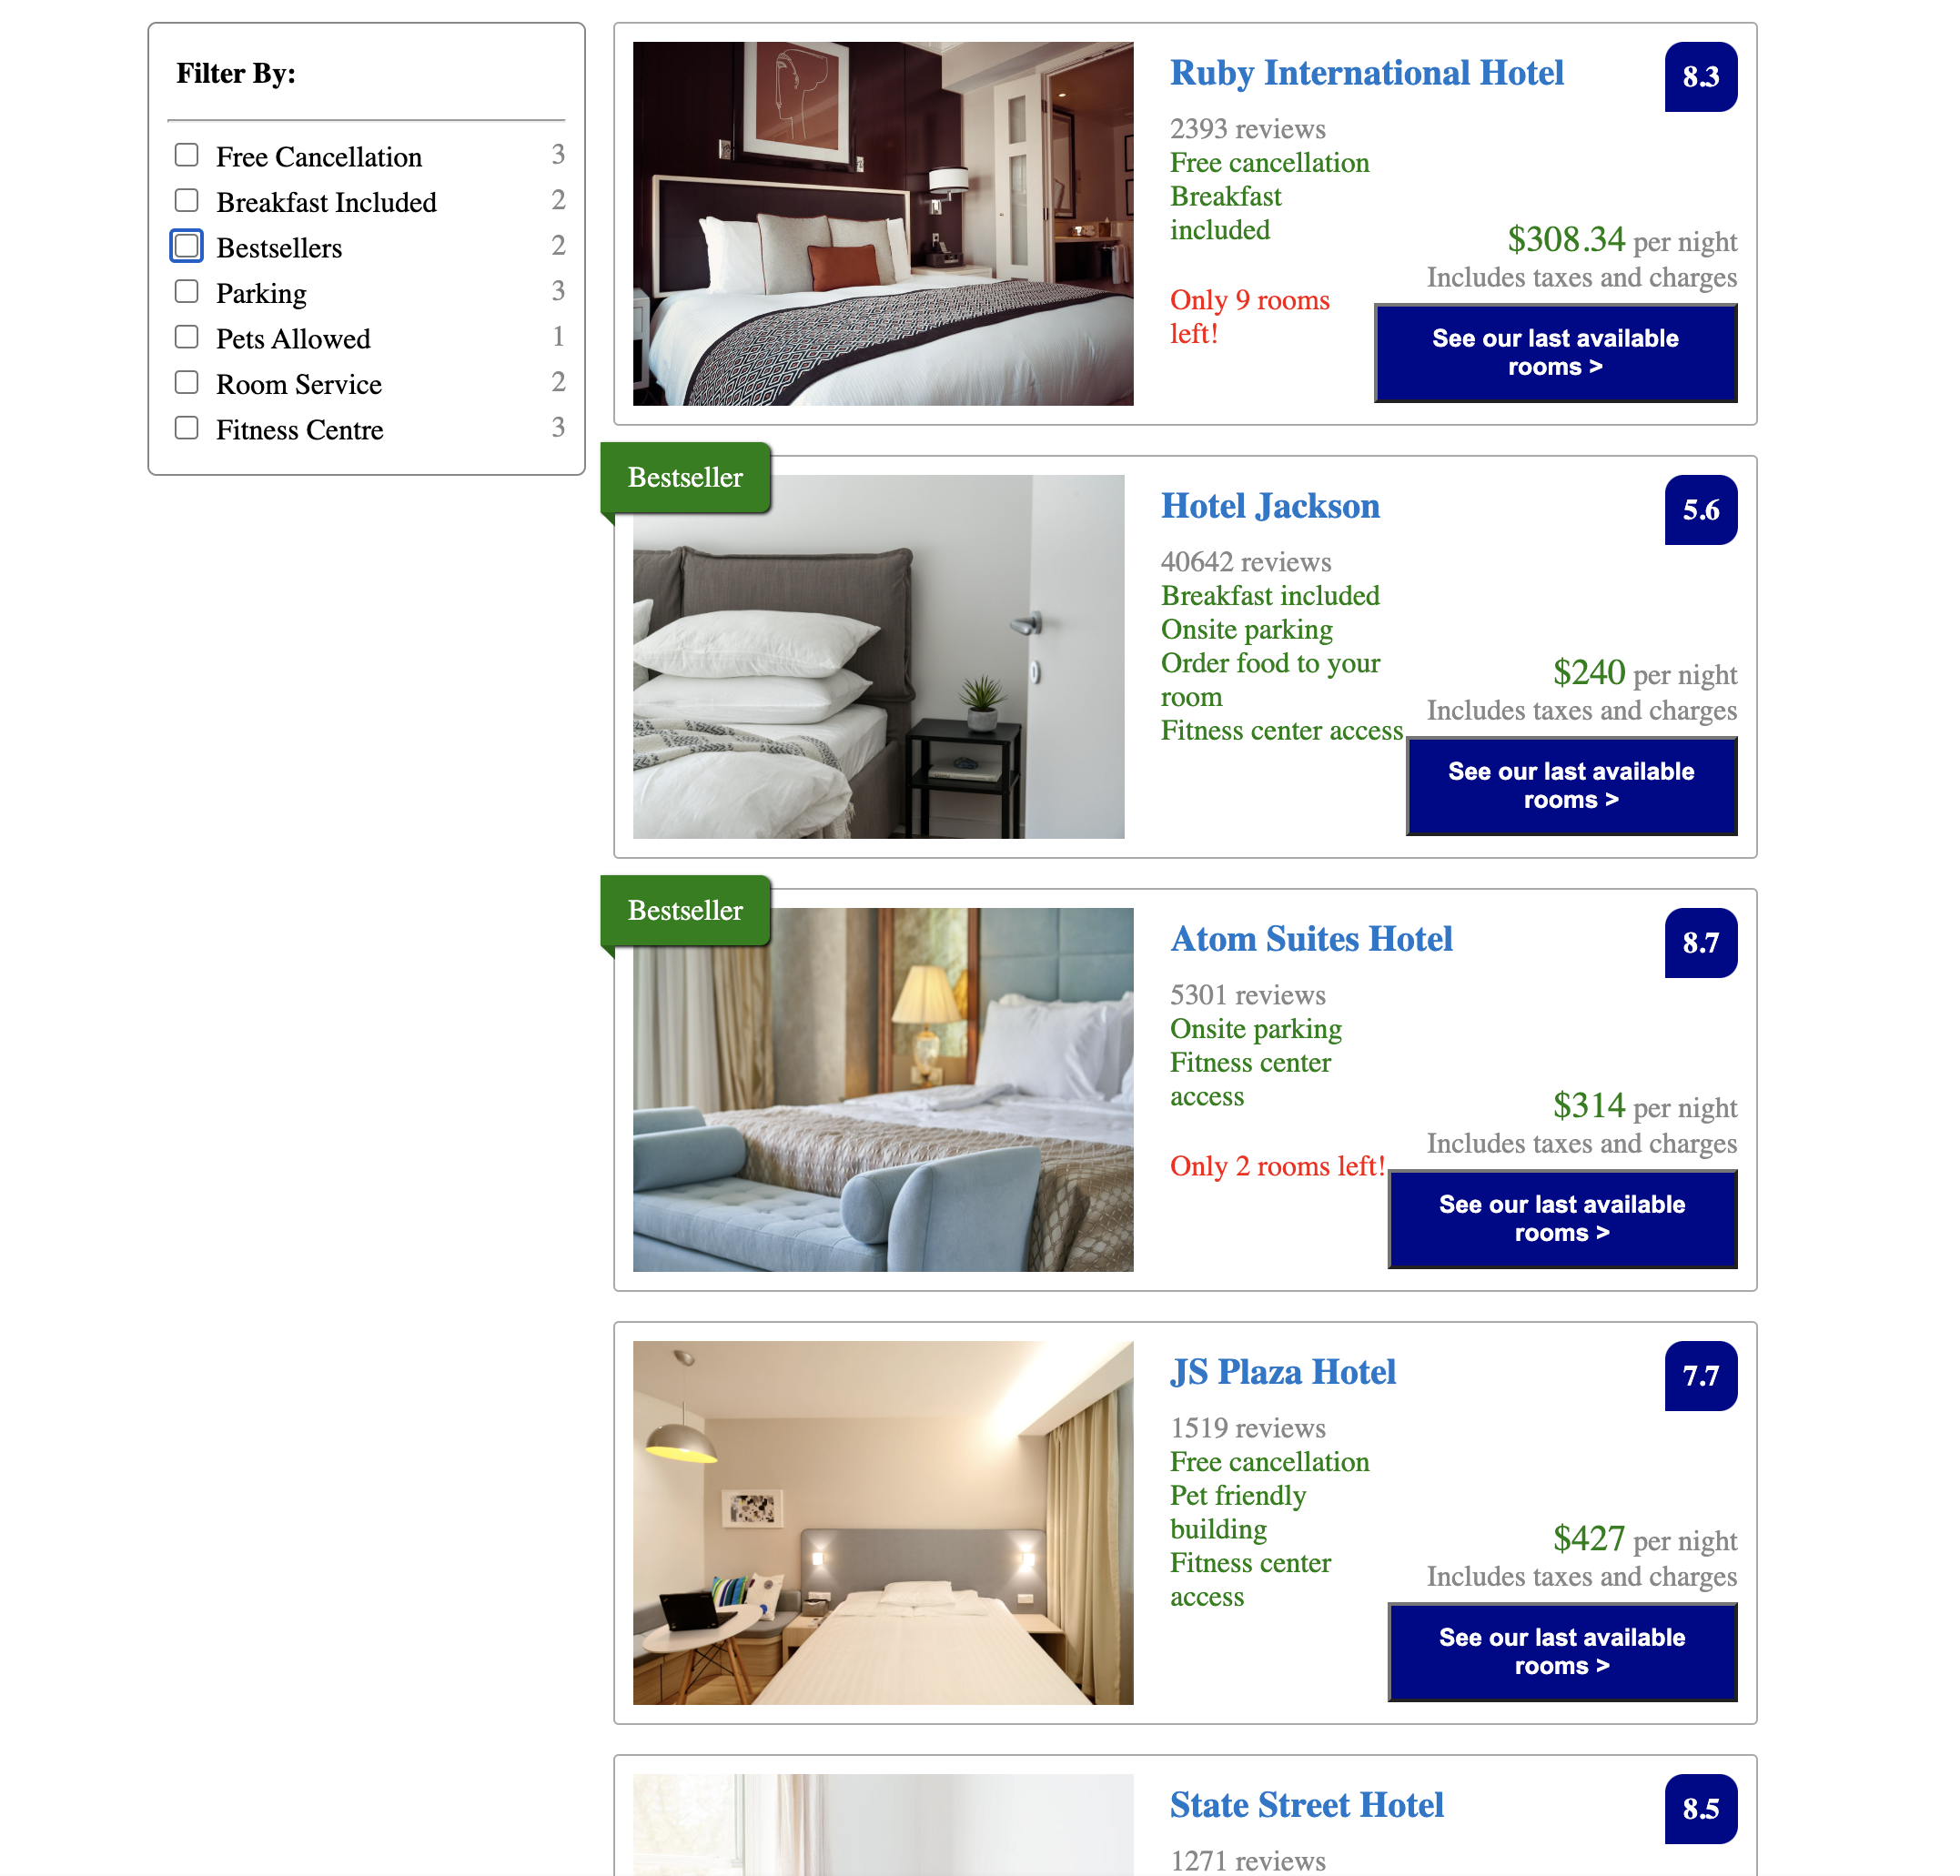 Filter By:
Free Cancellation 3
Breakfast Included 2
Bestsellers 2
Parking 3
Pets Allowed 1
Room Service 2
Fitness Centre 3
Ruby International Hotel
8.3
2393 reviews
Free cancellation
Breakfast
included
Only 9 rooms
left!
$308.34 per night
Includes taxes and charges
See our last available
rooms >
Bestseller
Hotel Jackson
5.6
40642 reviews
Breakfast included
Onsite parking
Order food to your
room
Fitness center access
$240 per night
Includes taxes and charges
See our last available
rooms >
Bestseller
Atom Suites Hotel
8.7
5301 reviews
Onsite parking
Fitness center
access
Only 2 rooms left!
$314 per night
Includes taxes and charges
See our last available
rooms >
JS Plaza Hotel
7.7
1519 reviews
Free cancellation
Pet friendly
building
Fitness center
access
$427 per night
Includes taxes and charges
See our last available
rooms >
State Street Hotel
8.5
1271 reviews